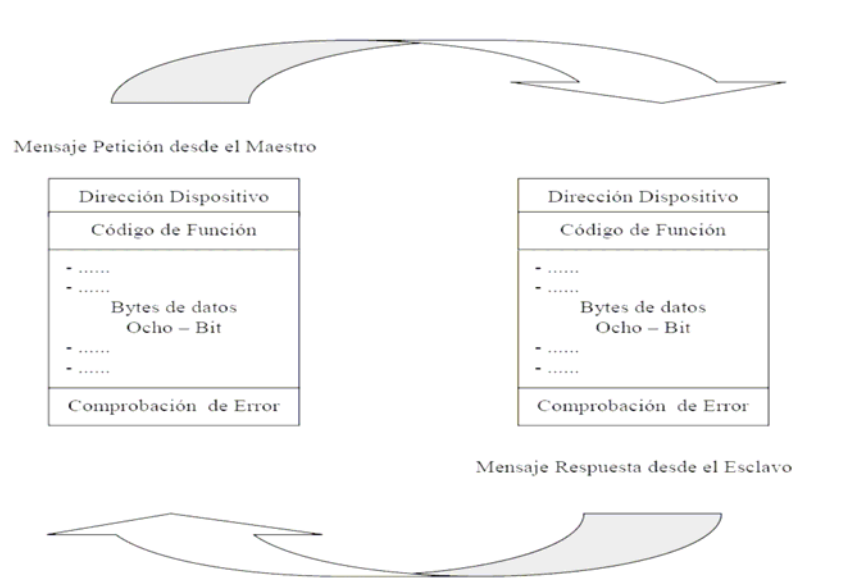 Mensaje Petición desde el Maestro
Dirección Dispositivo
Código de Función
- ......
- ......
Bytes de datos
Ocho – Bit
- ......
- ......
Comprobación de Error
Dirección Dispositivo
Código de Función
- ......
- ......
Bytes de datos
Ocho – Bit
- ......
- ......
Comprobación de Error
Mensaje Respuesta desde el Esclavo